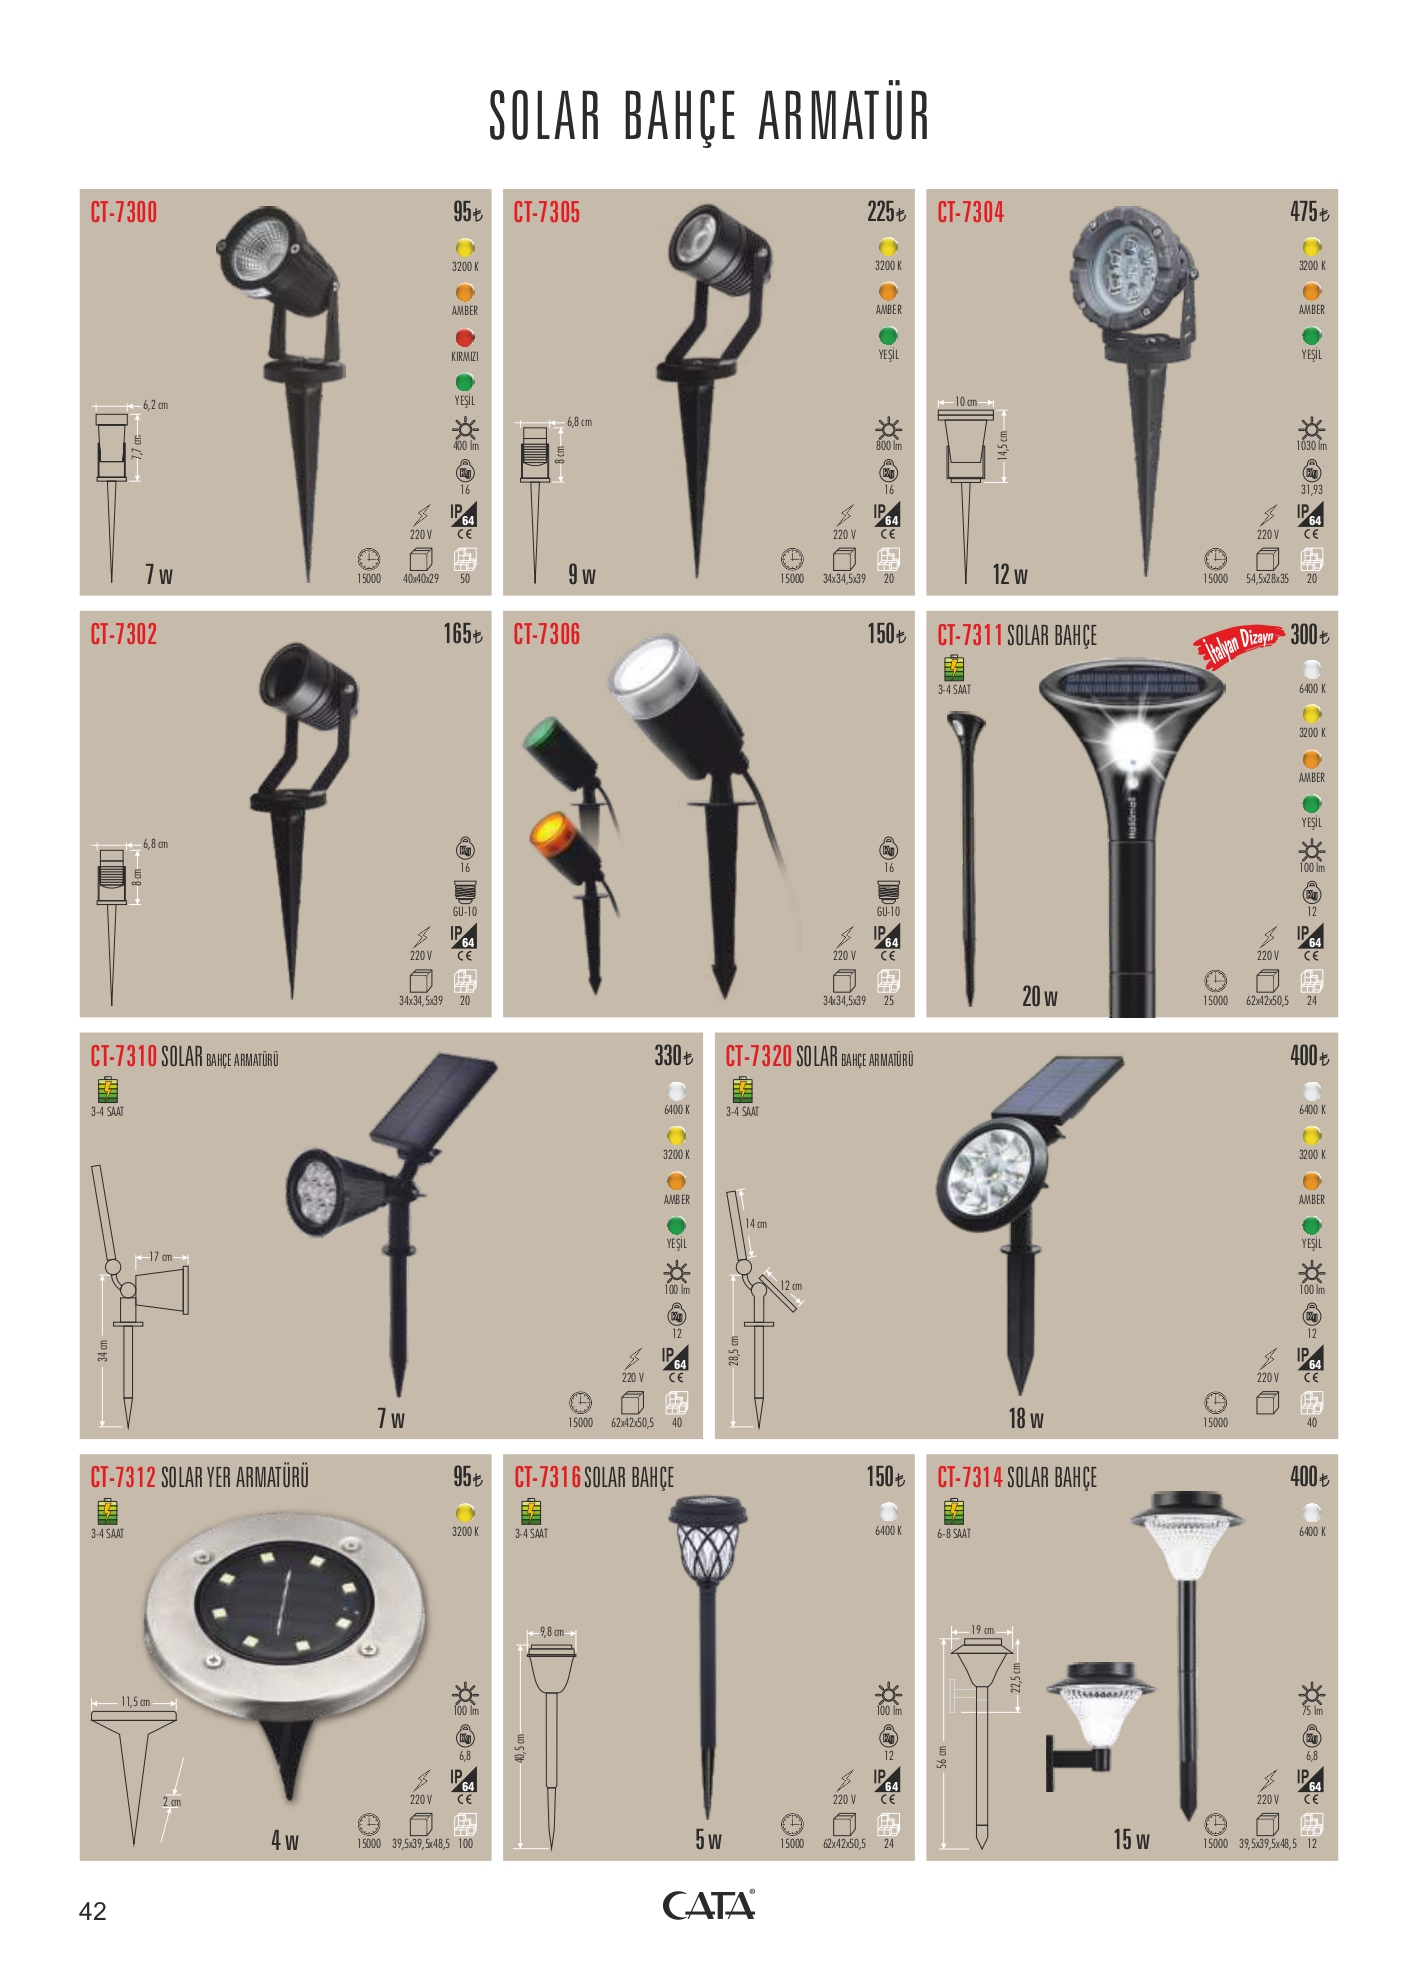 SOLAR BAHÇE ARMATÜR
CT-7300
95₺
3200 K
AMBER
KIRMIZI
YEŞİL
6,2 cm
7,7 cm
400 lm
Kg
16
IP 64
220 V
CE
15000
40x40x29
50
7 w
CT-7305
225₺
3200 K
AMBER
YEŞİL
6,8 cm
8 cm
800 lm
Kg
16
IP 64
220 V
CE
15000
34x34,5x39
20
9 w
CT-7304
475₺
3200 K
AMBER
YEŞİL
10 cm
14,5 cm
1030 lm
Kg
31,93
IP 64
220 V
CE
15000
54,5x28x35
20
12 w
CT-7302
165₺
6,8 cm
8 cm
Kg
16
GU-10
IP 64
220 V
CE
34x34,5x39
20
CT-7306
150₺
Kg
16
GU-10
IP 64
220 V
CE
34x34,5x39
25
CT-7311 SOLAR BAHÇE
İtalyan Dizayn
300₺
3-4 SAAT
6400 K
3200 K
AMBER
YEŞİL
100 lm
Kg
12
IP 64
220 V
CE
15000
62x42x50,5
24
20 w
CT-7310 SOLAR BAHÇE ARMATÜRÜ
330₺
3-4 SAAT
6400 K
3200 K
AMBER
YEŞİL
17 cm
34 cm
100 lm
Kg
12
IP 64
220 V
CE
15000
62x42x50,5
40
7 w
CT-7320 SOLAR BAHÇE ARMATÜRÜ
400₺
3-4 SAAT
6400 K
3200 K
AMBER
YEŞİL
14 cm
12 cm
28,5 cm
100 lm
Kg
12
IP 64
220 V
CE
15000
40
18 w
CT-7312 SOLAR YER ARMATÜRÜ
95₺
3-4 SAAT
3200 K
11,5 cm
2 cm
100 lm
Kg
6,8
IP 64
220 V
CE
15000
39,5x39,5x48,5
100
4 w
CT-7316 SOLAR BAHÇE
150₺
3-4 SAAT
6400 K
9,8 cm
40,5 cm
100 lm
Kg
12
IP 64
220 V
CE
15000
62x42x50,5
24
5 w
CT-7314 SOLAR BAHÇE
400₺
6-8 SAAT
6400 K
19 cm
22,5 cm
56 cm
75 lm
Kg
6,8
IP 64
220 V
CE
15000
39,5x39,5x48,5
12
15 w
42
CATA®